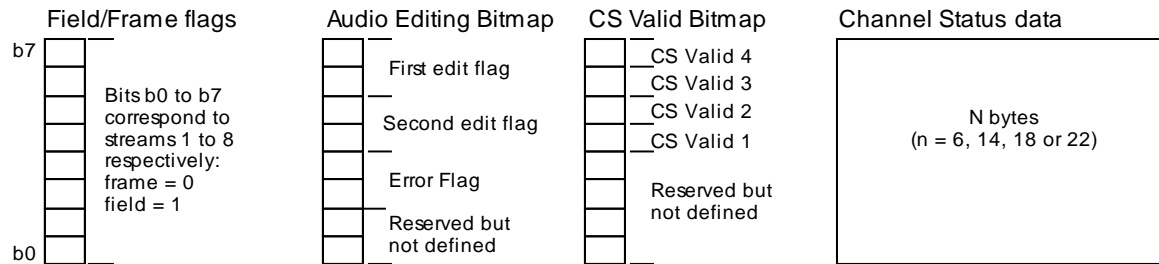 Field/Frame flags
b7
Bits b0 to b7
correspond to
streams 1 to 8
respectively:
frame = 0
field = 1
b0
Audio Editing Bitmap
First edit flag
Second edit flag
Error Flag
Reserved but
not defined
CS Valid Bitmap
CS Valid 4
CS Valid 3
CS Valid 2
CS Valid 1
Reserved but
not defined
Channel Status data
N bytes
(n = 6, 14, 18 or 22)